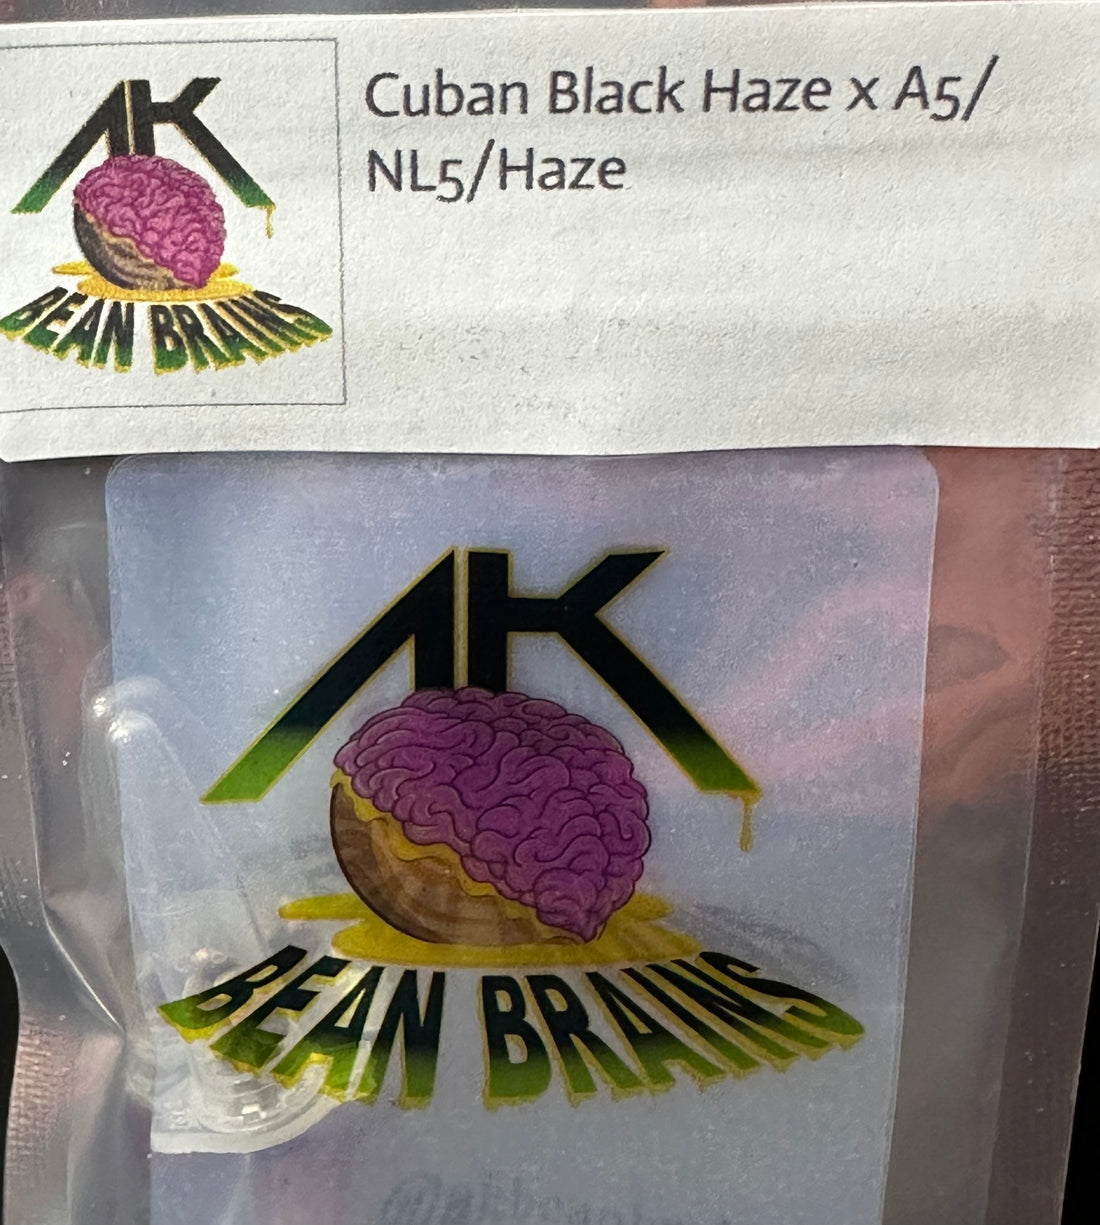 AK
BEAN BRAINS
Cuban Black Haze x A5/
NL5/Haze
AK
BEAN BRAINS